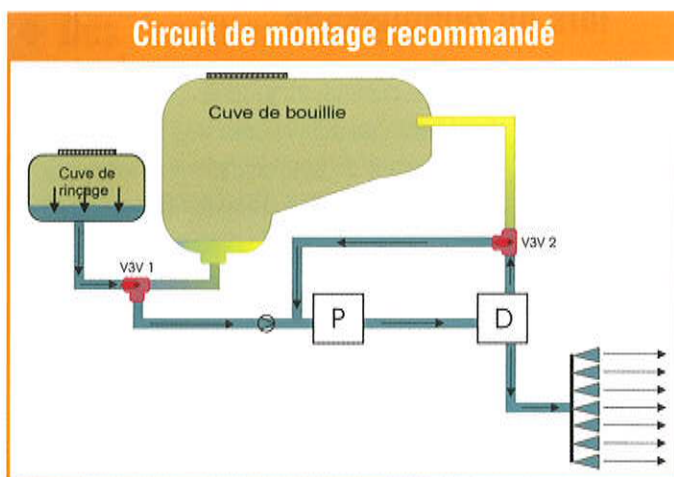 Circuit de montage recommandé
Cuve de bouillie
Cuve de
rinçage
V3V 1
V3V 2
P
D